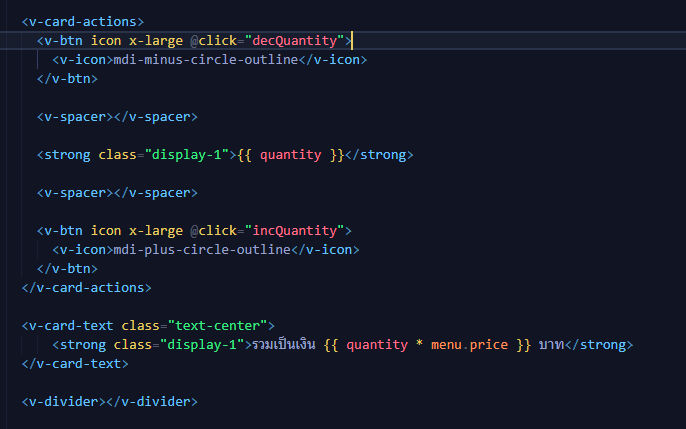 <v-card-actions>
<v-btn icon x-large @click="decQuantity">
<v-icon>mdi-minus-circle-outline</v-icon>
</v-btn>
<v-spacer></v-spacer>
<strong class="display-1">{{ quantity }}</strong>
<v-spacer></v-spacer>
<v-btn icon x-large @click="incQuantity">
<v-icon>mdi-plus-circle-outline</v-icon>
</v-btn>
</v-card-actions>
<v-card-text class="text-center">
<strong class="display-1">รวมเป็นเงิน {{ quantity * menu.price }} บาท</strong>
</v-card-text>
<v-divider></v-divider>